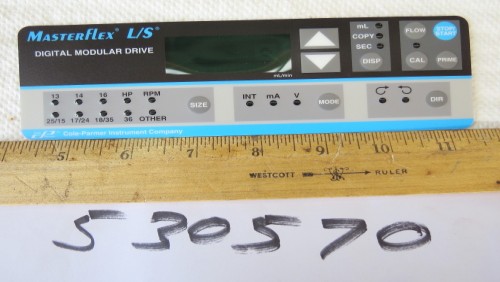 MASTERFLEX® L/S®
DIGITAL MODULAR DRIVE
mL
COPY
SEC
DISP
FLOW
STOP/START
CAL
PRIME
mL/min
13 14 16 HP RPM
25/15 17/24 18/35 36 OTHER
SIZE
INT mA V
MODE
DIR
Cole-Parmer Instrument Company
5 6 7 8 9 10 11
WESTCOTT RULER
530570